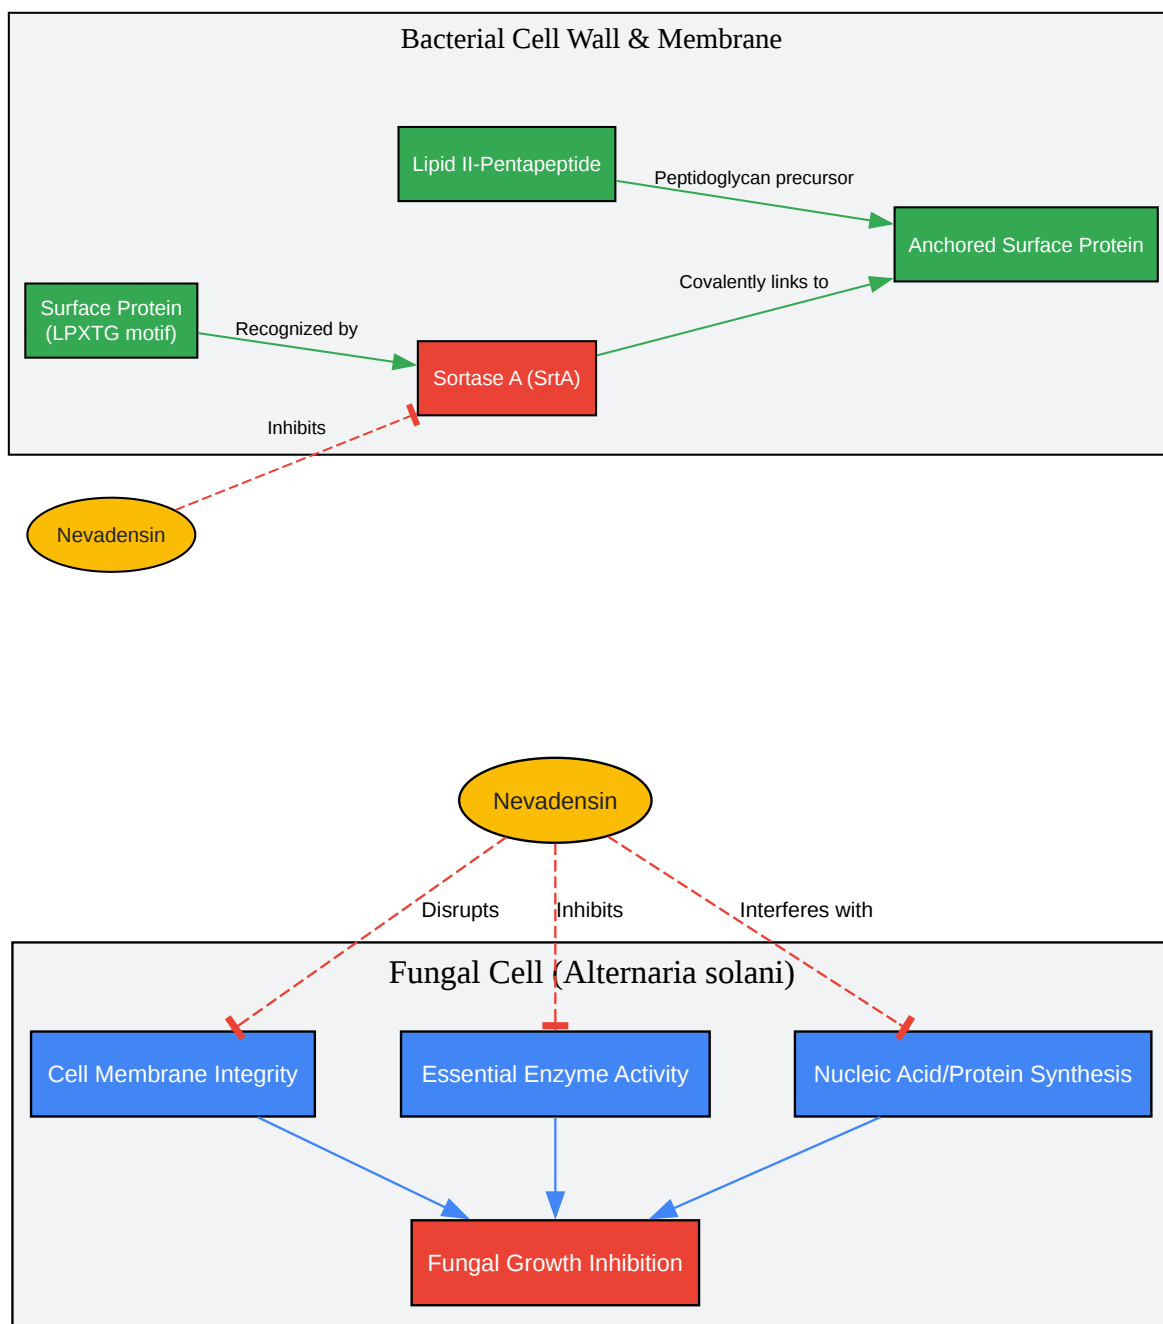 Bacterial Cell Wall & Membrane
Lipid II-Pentapeptide
Peptidoglycan precursor
Anchored Surface Protein
Covalently links to
Surface Protein
(LPXTG motif)
Recognized by
Sortase A (SrtA)
Inhibits
Nevadensin
Nevadensin
Disrupts
Inhibits
Interferes with
Fungal Cell (Alternaria solani)
Cell Membrane Integrity
Essential Enzyme Activity
Nucleic Acid/Protein Synthesis
Fungal Growth Inhibition